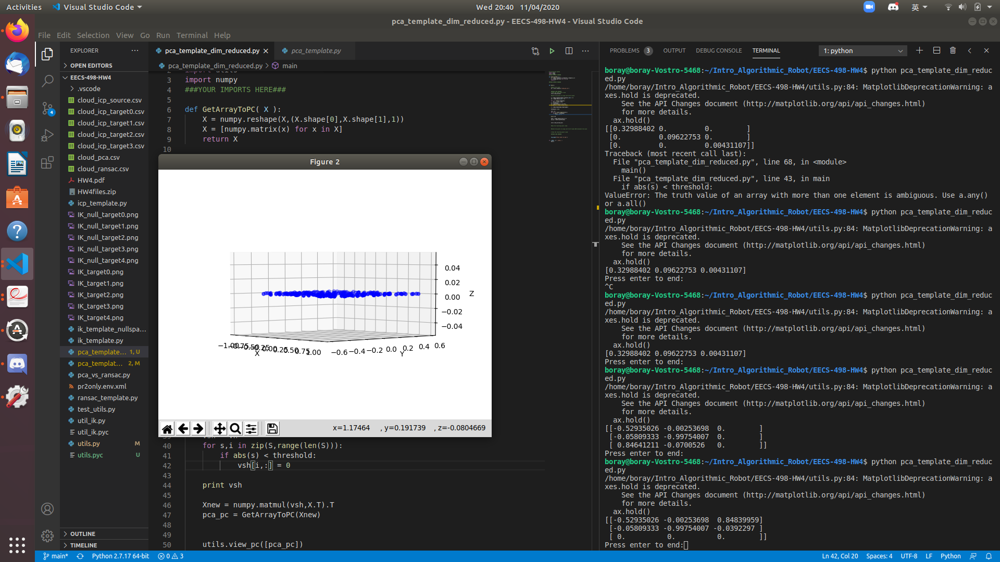 Activities
Visual Studio Code
Wed 20:40 11/04/2020
英
pca_template_dim_reduced.py - EECS-498-HW4 - Visual Studio Code
File Edit Selection View Go Run Terminal Help
EXPLORER
OPEN EDITORS
EECS-498-HW4
.vscode
cloud_icp_source.csv
cloud_icp_target0.csv
cloud_icp_target1.csv
cloud_icp_target2.csv
cloud_icp_target3.csv
cloud_pca.csv
cloud_ransac.csv
HW4.pdf
HW4files.zip
icp_template.py
IK_null_target0.png
IK_null_target1.png
IK_null_target2.png
IK_null_target3.png
IK_null_target4.png
IK_target0.png
IK_target1.png
IK_target2.png
IK_target3.png
IK_target4.png
ik_template_nullspa...
ik_template.py
pca_template... 1, U
pca_templat... 2, M
pca_vs_ransac.py
pr2only.env.xml
ransac_template.py
test_utils.py
util_ik.py
util_ik.pyc
utils.py M
utils.pyc U
OUTLINE
TIMELINE
4
pca_template_dim_reduced.py
pca_template.py
pca_template_dim_reduced.py > main
3 import numpy
4 ###YOUR IMPORTS HERE###
5
6 def GetArrayToPC( X ):
7 X = numpy.reshape(X,(X.shape[0],X.shape[1],1))
8 X = [numpy.matrix(x) for x in X]
9 return X
10
Figure 2
0.04
0.02
0.00
−0.02
−0.04
Z
−1.00 −0.75 −0.50 −0.25 0.00 0.25 0.50 0.75 1.00
X
−0.6 −0.4 −0.2 0.0 0.2 0.4 0.6
Y
x=1.17464 , y=0.191739 , z=-0.0804669
40 for s,i in zip(S,range(len(S))):
41 if abs(s) < threshold:
42 vsh[i,:] = 0
43
44 print vsh
45
46 Xnew = numpy.matmul(vsh,X.T).T
47 pca_pc = GetArrayToPC(Xnew)
48
49
50 utils.view_pc([pca_pc])
PROBLEMS 3 OUTPUT DEBUG CONSOLE TERMINAL
1: python
boray@boray-Vostro-5468:~/Intro_Algorithmic_Robot/EECS-498-HW4$ python pca_template_dim_reduc
ed.py
/home/boray/Intro_Algorithmic_Robot/EECS-498-HW4/utils.py:84: MatplotlibDeprecationWarning: a
xes.hold is deprecated.
See the API Changes document (http://matplotlib.org/api/api_changes.html)
for more details.
ax.hold()
[[0.32988402 0. 0. ]
[0. 0.09622753 0. ]
[0. 0. 0.00431107]]
Traceback (most recent call last):
File "pca_template_dim_reduced.py", line 68, in <module>
main()
File "pca_template_dim_reduced.py", line 43, in main
if abs(s) < threshold:
ValueError: The truth value of an array with more than one element is ambiguous. Use a.any()
or a.all()
boray@boray-Vostro-5468:~/Intro_Algorithmic_Robot/EECS-498-HW4$ python pca_template_dim_reduc
ed.py
/home/boray/Intro_Algorithmic_Robot/EECS-498-HW4/utils.py:84: MatplotlibDeprecationWarning: a
xes.hold is deprecated.
See the API Changes document (http://matplotlib.org/api/api_changes.html)
for more details.
ax.hold()
[0.32988402 0.09622753 0.00431107]
Press enter to end:
^C
boray@boray-Vostro-5468:~/Intro_Algorithmic_Robot/EECS-498-HW4$ python pca_template_dim_reduc
ed.py
/home/boray/Intro_Algorithmic_Robot/EECS-498-HW4/utils.py:84: MatplotlibDeprecationWarning: a
xes.hold is deprecated.
See the API Changes document (http://matplotlib.org/api/api_changes.html)
for more details.
ax.hold()
[0.32988402 0.09622753 0.00431107]
Press enter to end:
boray@boray-Vostro-5468:~/Intro_Algorithmic_Robot/EECS-498-HW4$ python pca_template_dim_reduc
ed.py
/home/boray/Intro_Algorithmic_Robot/EECS-498-HW4/utils.py:84: MatplotlibDeprecationWarning: a
xes.hold is deprecated.
See the API Changes document (http://matplotlib.org/api/api_changes.html)
for more details.
ax.hold()
[[-0.52935026 -0.00253698 0. ]
[-0.05809333 -0.99754007 0. ]
[ 0.84641211 -0.0700526 0. ]]
Press enter to end:
boray@boray-Vostro-5468:~/Intro_Algorithmic_Robot/EECS-498-HW4$ python pca_template_dim_reduc
ed.py
/home/boray/Intro_Algorithmic_Robot/EECS-498-HW4/utils.py:84: MatplotlibDeprecationWarning: a
xes.hold is deprecated.
See the API Changes document (http://matplotlib.org/api/api_changes.html)
for more details.
ax.hold()
[[-0.52935026 -0.00253698 0.84839959]
[-0.05809333 -0.99754007 -0.0392297 ]
[ 0. 0. 0. ]]
Press enter to end:
main* Python 2.7.17 64-bit 0 3
Ln 42, Col 20 Spaces: 4 UTF-8 LF Python